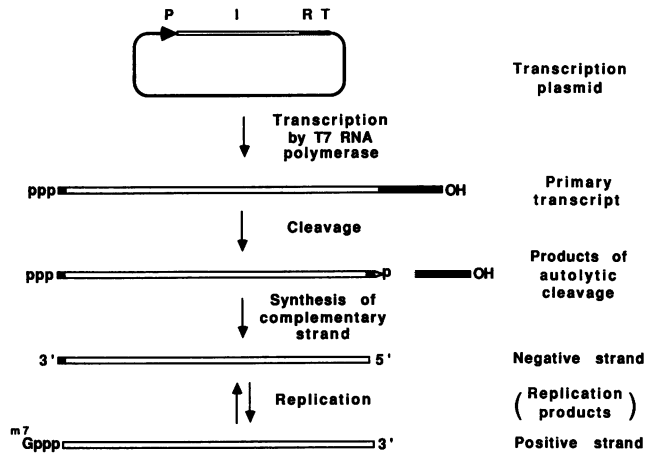 P I R T
Transcription
plasmid
Transcription
by T7 RNA
polymerase
ppp OH
Primary
transcript
Cleavage
ppp p OH
Products of
autolytic
cleavage
Synthesis of
complementary
strand
3' 5'
Negative strand
Replication
(Replication
products)
m7
Gppp 3'
Positive strand